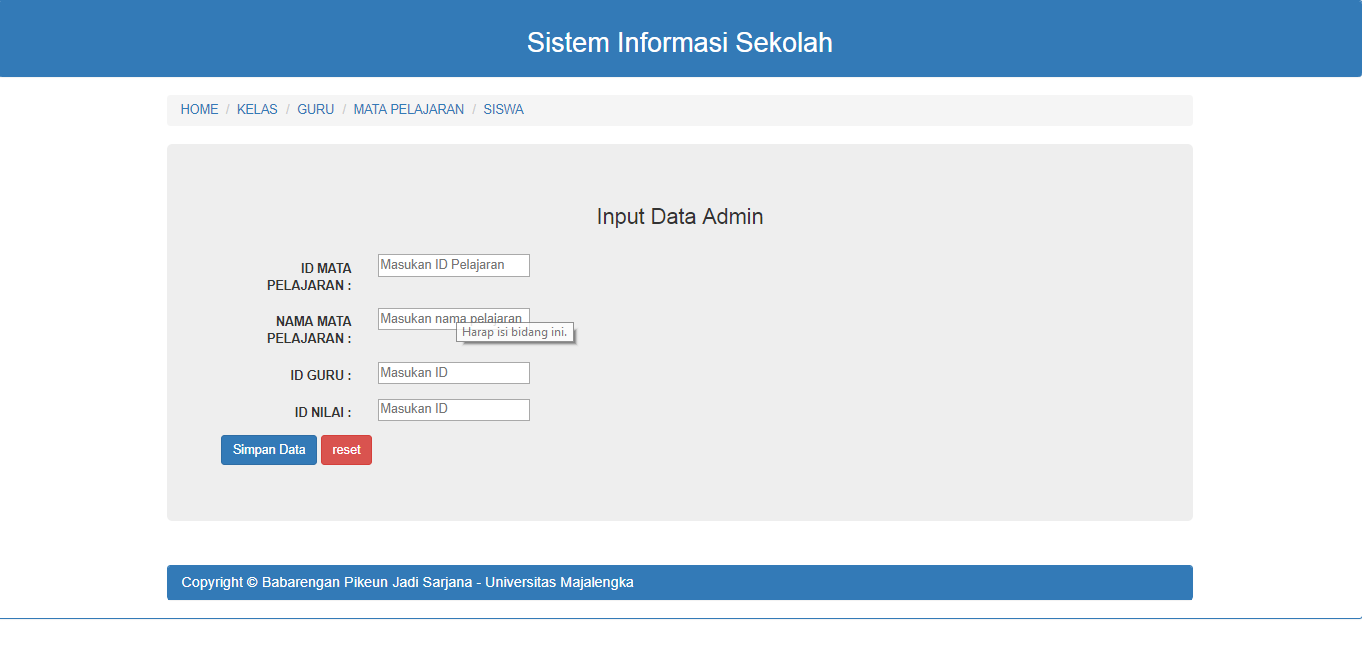 Sistem Informasi Sekolah
HOME / KELAS / GURU / MATA PELAJARAN / SISWA
Input Data Admin
ID MATA PELAJARAN :
Masukan ID Pelajaran
NAMA MATA PELAJARAN :
Masukan nama pelajaran
Harap isi bidang ini.
ID GURU :
Masukan ID
ID NILAI :
Masukan ID
Simpan Data reset
Copyright © Babarengan Pikeun Jadi Sarjana - Universitas Majalengka